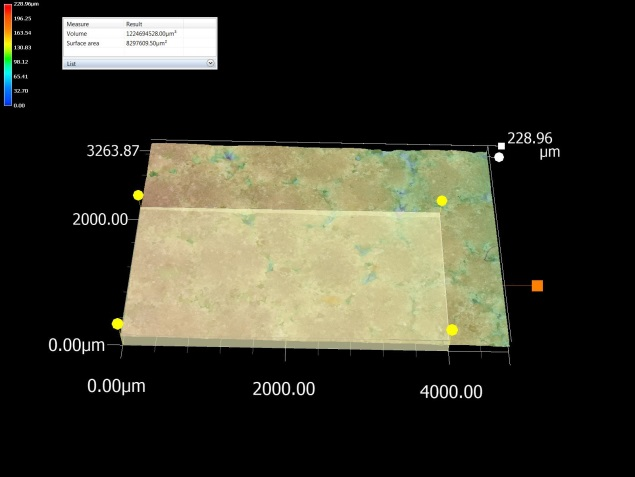 228.96µm
196.25
163.54
130.83
98.12
65.41
32.70
0.00
Measure Result
Volume 1224694528.00µm³
Surface area 8297609.50µm²
List
228.96
µm
3263.87
2000.00
0.00µm
0.00µm 2000.00 4000.00